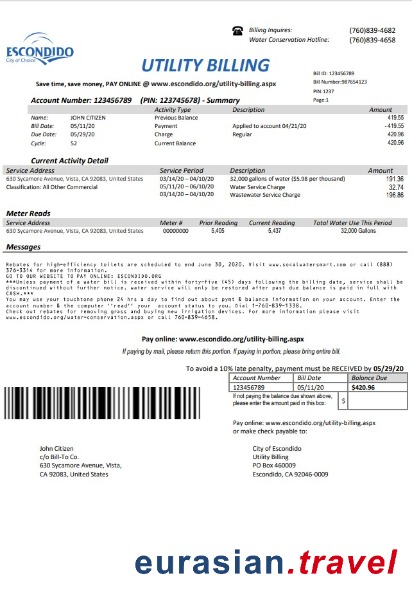 Billing Inquires: (760)839-4682
Water Conservation Hotline: (760)839-4658
ESCONDIDO
City of Choice
UTILITY BILLING
Bill ID: 123456789
Bill Number:987654123
PIN:1237
Page:1
Save time, save money, PAY ONLINE @ www.escondido.org/utility-billing.aspx
Account Number: 123456789 (PIN: 123745678) - Summary
Activity Type Description Amount
Name: JOHN CITIZEN Previous Balance 419.55
Bill Date: 05/11/20 Payment Applied to account 04/21/20 -419.55
Due Date: 05/29/20 Charge Regular 420.96
Cycle: 52 Current Balance 420.96
Current Activity Detail
Service Address Service Period Description Amount
630 Sycamore Avenue, Vista, CA 92083, United States 03/14/20 – 04/10/20 32,000 gallons of water ($5.98 per thousand) 191.36
Classification: All Other Commercial 05/11/20 – 06/10/20 Water Service Charge 32.74
03/14/20 – 04/10/20 Wastewater Service Charge 196.86
Meter Reads
Service Address Meter # Prior Reading Current Reading Total Water Use This Period
630 Sycamore Avenue, Vista, CA 92083, United States 00000000 5,405 5,437 32,000 Gallons
Messages
Rebates for high-efficiency toilets are scheduled to end June 30, 2020. Visit www.socalwatersmart.com or call (888)
376-3314 for more information.
GO TO OUR WEBSITE TO PAY ONLINE: ESCONDIDO.ORG
***Unless payment of a water bill is received within forty-five (45) days following the billing date, service shall be
discontinued without further notice, water service will only be restored after past due balance is paid in full with
CASH.***
You may use your touchtone phone 24 hrs a day to find out about pymt & balance information on your account. Enter the
account number & the computer "read" your account status to you. Dial 1-760-839-1338.
Check out rebates for removing grass and buying new irrigation devices. For more information please visit
www.escondido.org/water-conservation.aspx or call 760-839-4658.
Pay online: www.escondido.org/utility-billing.aspx
If paying by mail, please return this portion. If paying in portion, please bring entire bill.
To avoid a 10% late penalty, payment must be RECEIVED by 05/29/20
Account Number Bill Date Balance Due
123456789 05/11/20 $420.96
If not paying the balance due shown above,
please enter the amount paid in this box: $
Pay online: www.escondido.org/utility-billing.aspx
or make check payable to:
John Citizen City of Escondido
c/o Bill-To Co. Utility Billing
630 Sycamore Avenue, Vista, PO Box 460009
CA 92083, United States Escondido, CA 92046-0009
eurasian.travel